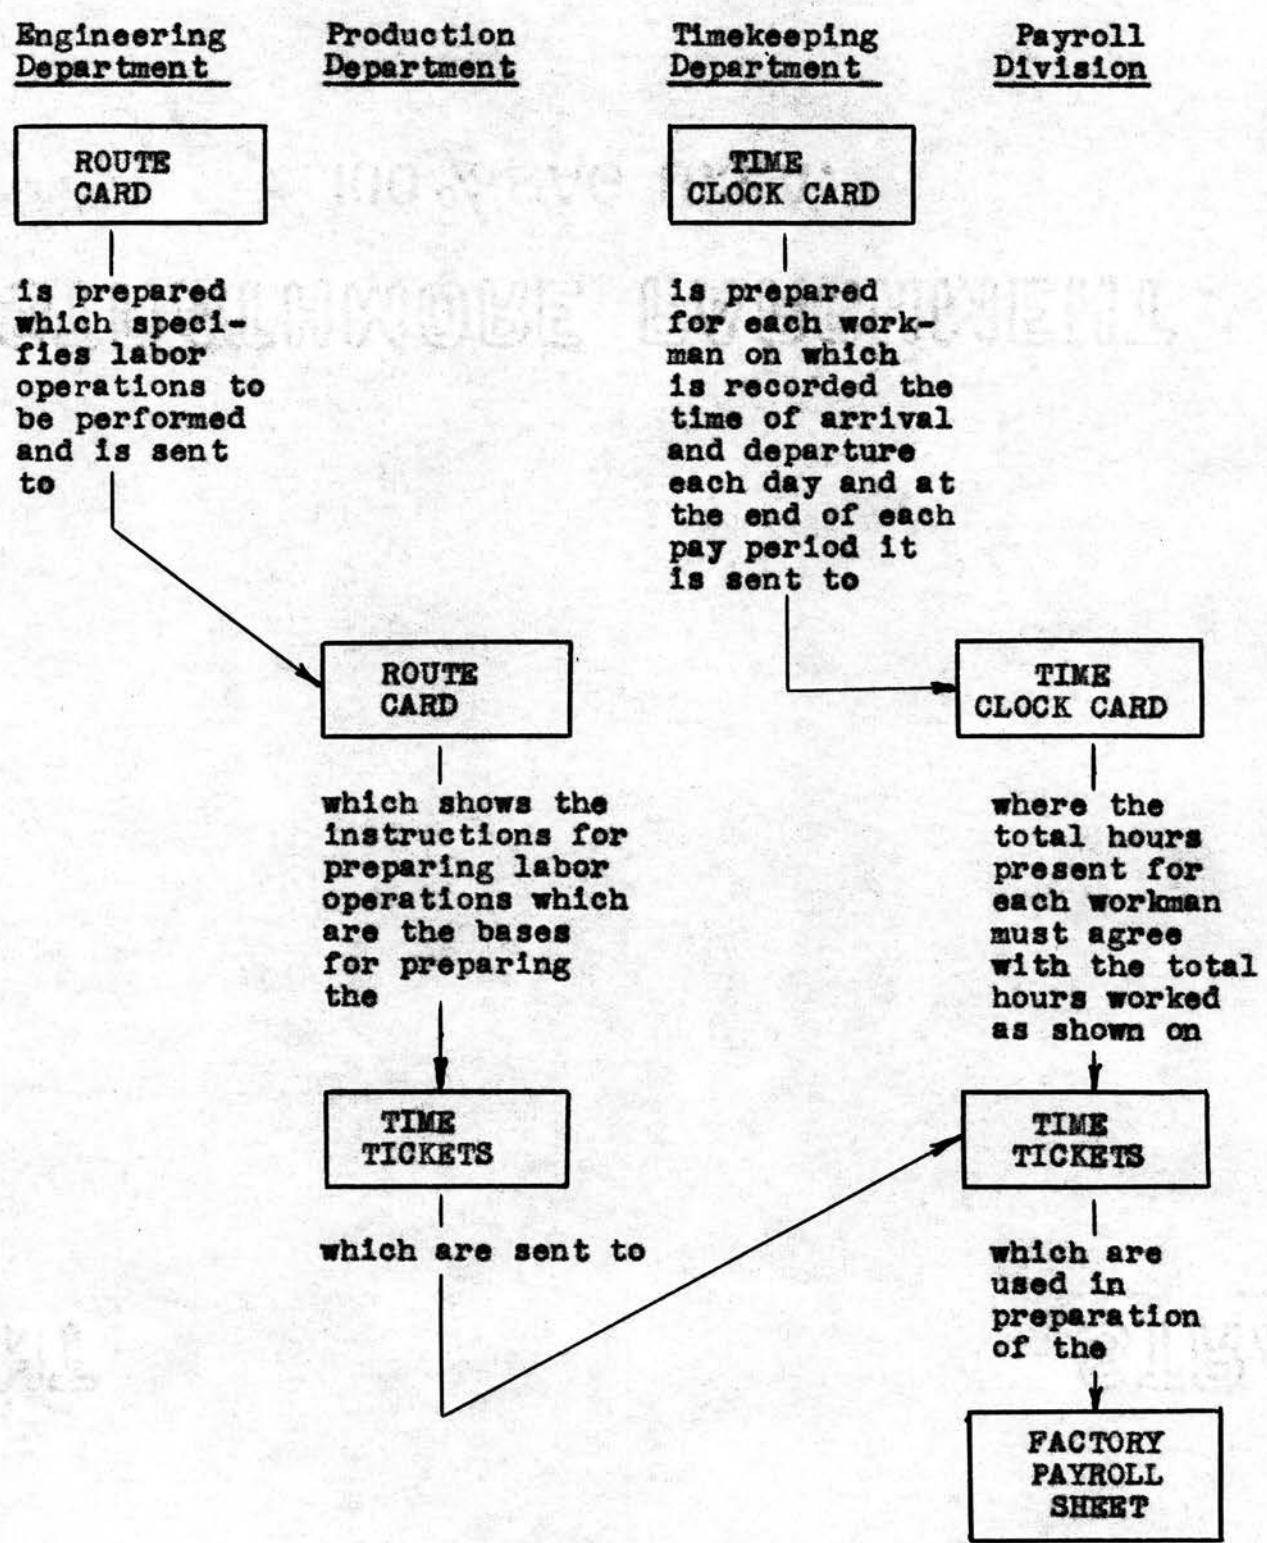 Engineering
Department
Production
Department
Timekeeping
Department
Payroll
Division
ROUTE
CARD
is prepared
which speci-
fies labor
operations to
be performed
and is sent
to
TIME
CLOCK CARD
is prepared
for each work-
man on which
is recorded the
time of arrival
and departure
each day and at
the end of each
pay period it
is sent to
ROUTE
CARD
which shows the
instructions for
preparing labor
operations which
are the bases
for preparing
the
TIME
TICKETS
which are sent to
TIME
CLOCK CARD
where the
total hours
present for
each workman
must agree
with the total
hours worked
as shown on
TIME
TICKETS
which are
used in
preparation
of the
FACTORY
PAYROLL
SHEET